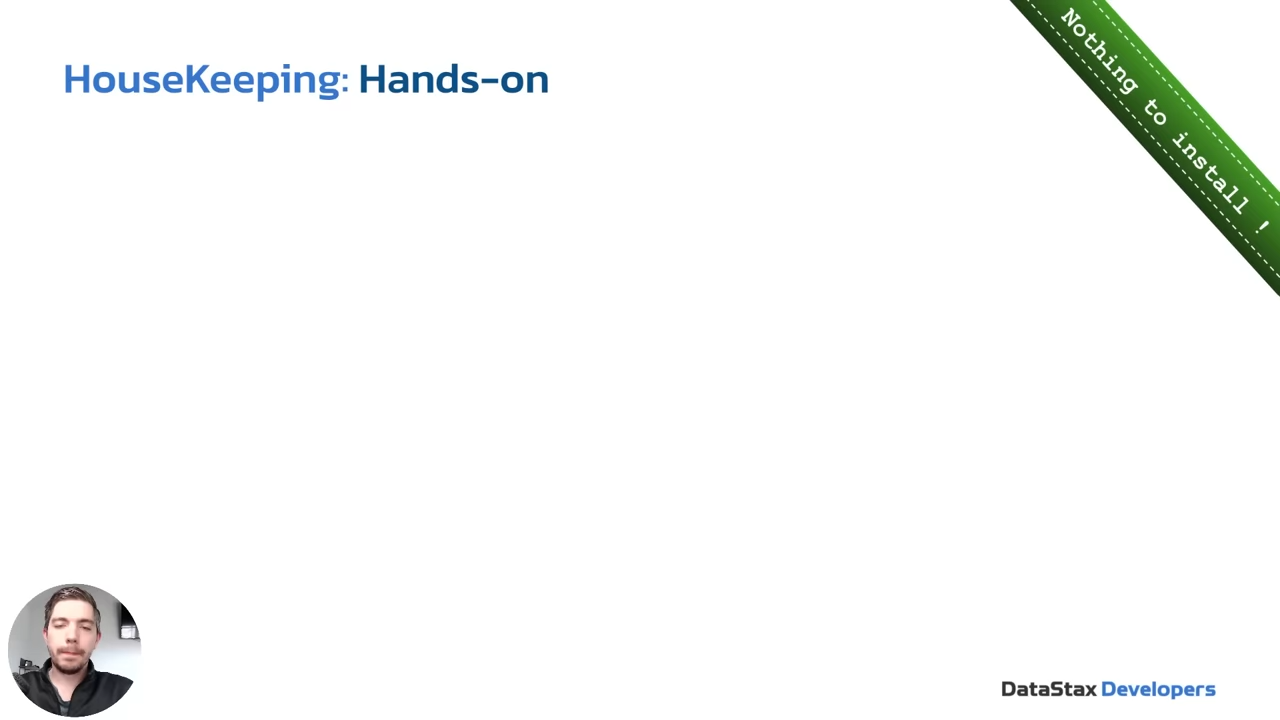 HouseKeeping: Hands-on
Nothing to install !
DataStax Developers